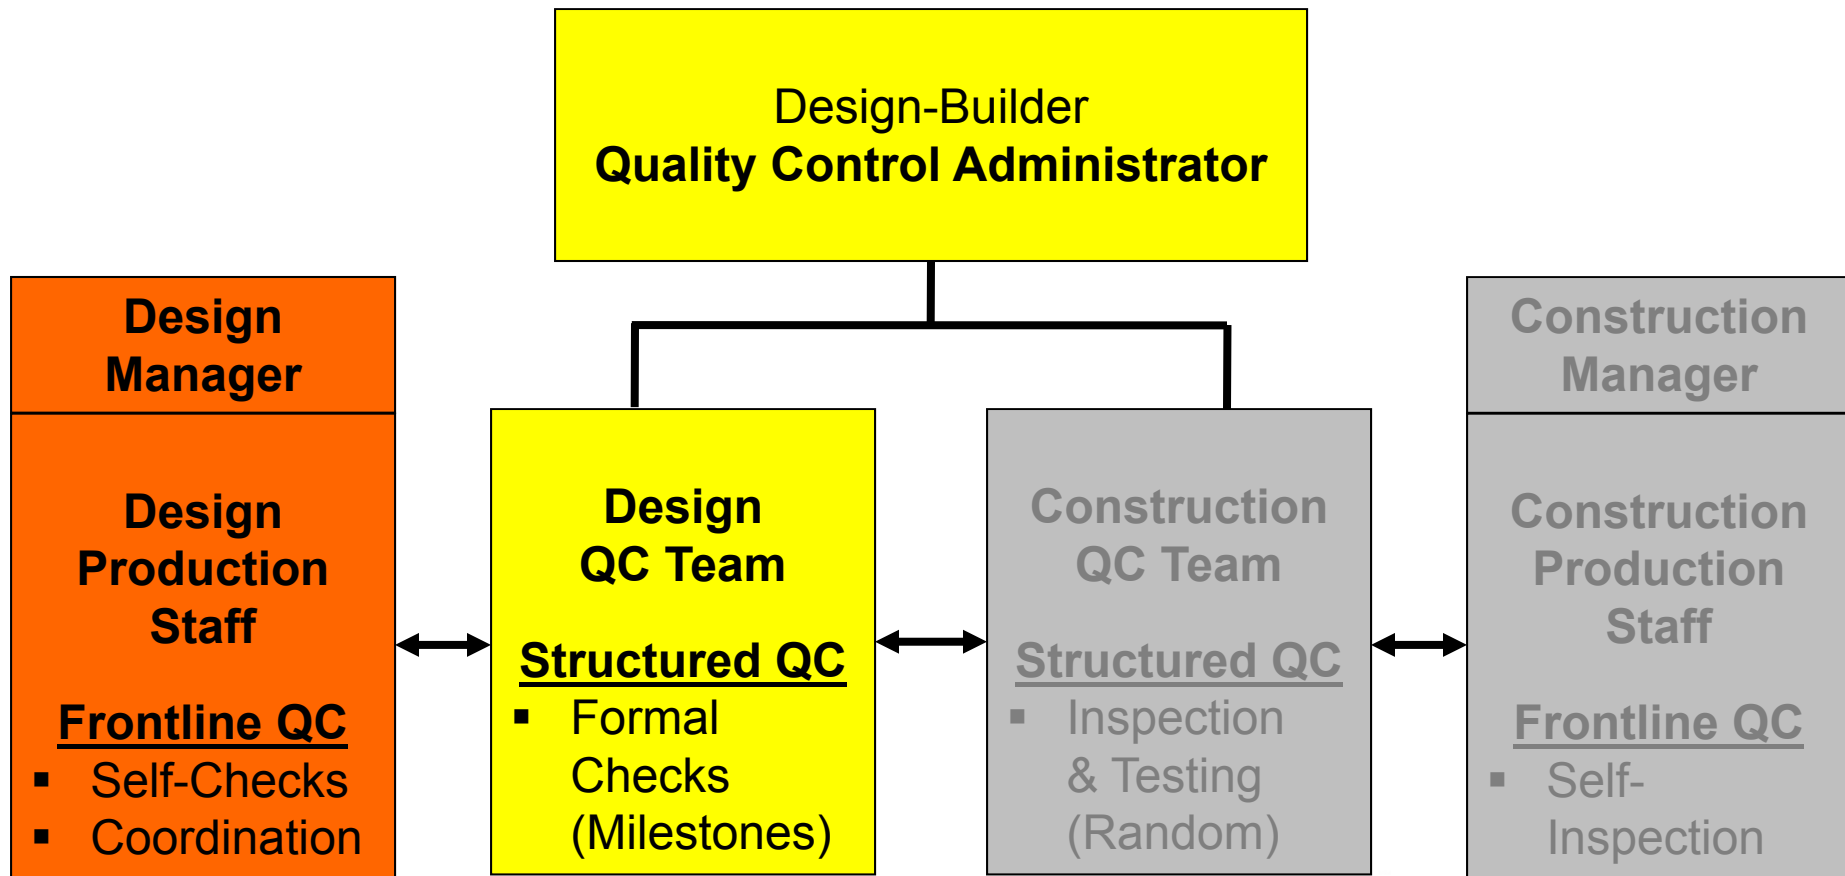 Design-Builder
Quality Control Administrator
Design
Manager
Design
Production
Staff
Frontline QC
▪ Self-Checks
▪ Coordination
Design
QC Team
Structured QC
▪ Formal
Checks
(Milestones)
Construction
QC Team
Structured QC
▪ Inspection
& Testing
(Random)
Construction
Manager
Construction
Production
Staff
Frontline QC
▪ Self-
Inspection